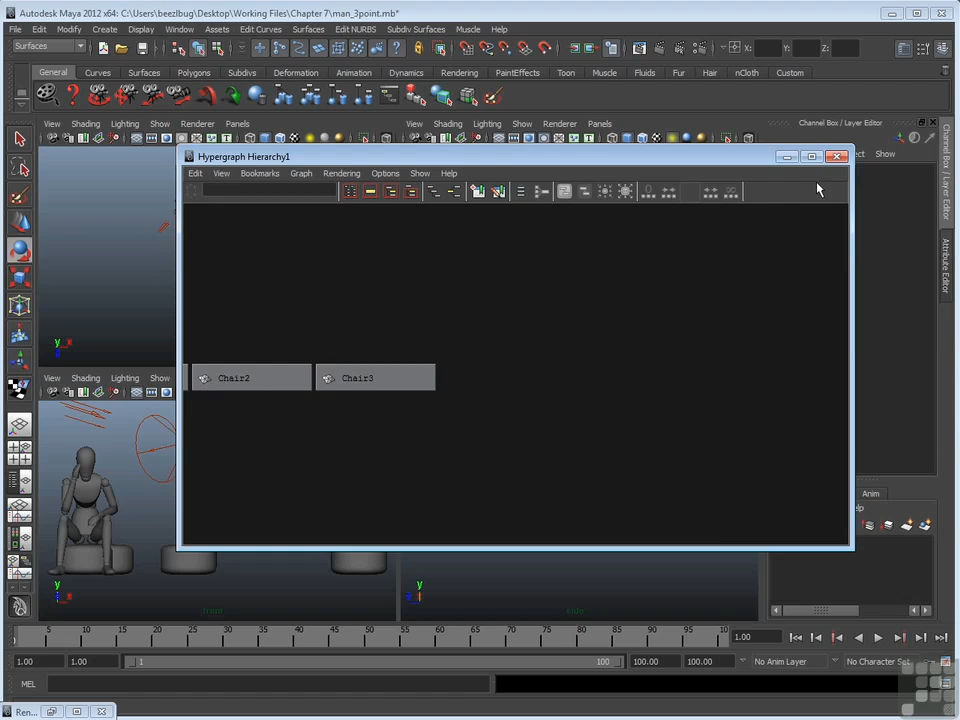 Autodesk Maya 2012 x64: C:\Users\beezlbug\Desktop\Working Files\Chapter 7\man_3point.mb*
File Edit Modify Create Display Window Assets Edit Curves Surfaces Edit NURBS Subdiv Surfaces Muscle Help
Surfaces X: Y: Z:
General Curves Surfaces Polygons Subdivs Deformation Animation Dynamics Rendering PaintEffects Toon Muscle Fluids Fur Hair nCloth Custom
View Shading Lighting Show Renderer Panels View Shading Lighting Show Renderer Panels Channel Box / Layer Editor
Hypergraph Hierarchy1
ect Show
Edit View Bookmarks Graph Rendering Options Show Help
Channel Box / Layer Editor
Attribute Editor
y x
Chair2 Chair3
View Shading Lighting Show
Anim
elp
y
x
front
y
side
5 10 15 20 25 30 35 40 45 50 55 60 65 70 75 80 85 90 95 10 1.00
1.00 1.00 1 100 100.00 100.00 No Anim Layer No Character Set
MEL
Ren...